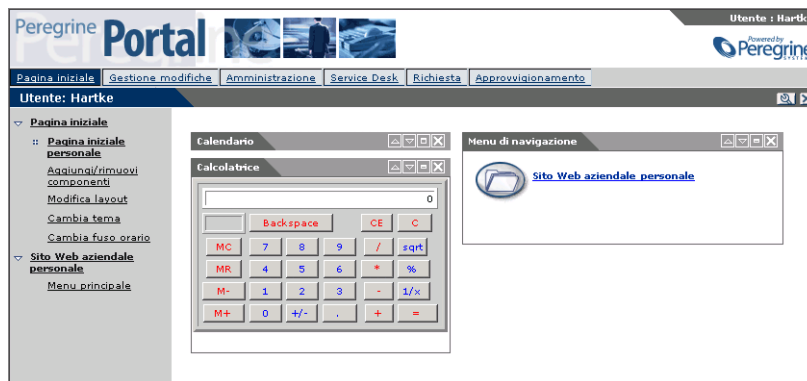 Peregrine
Portal
Utente : Hartke
Powered by
Peregrine
SYSTEMS
Pagina iniziale Gestione modifiche Amministrazione Service Desk Richiesta Approvvigionamento
Utente: Hartke
Pagina iniziale
Pagina iniziale
personale
Aggiungi/rimuovi
componenti
Modifica layout
Cambia tema
Cambia fuso orario
Sito Web aziendale
personale
Menu principale
Calendario
Calcolatrice
0
Backspace CE C
MC 7 8 9 / sqrt
MR 4 5 6 * %
M- 1 2 3 - 1/x
M+ 0 +/- . + =
Menu di navigazione
Sito Web aziendale personale